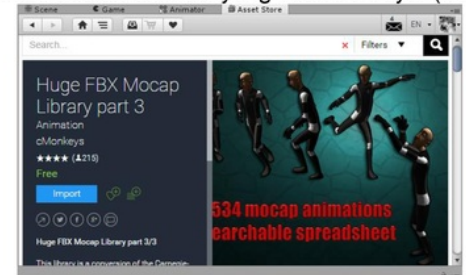 Scene Game Animator Asset Store
EN
Search... Filters
Huge FBX Mocap
Library part 3
Animation
cMonkeys
(215)
Free
Import
534 mocap animations
searchable spreadsheet
Huge FBX Mocap Library part 3/3
This library is a conversion of the Carnegie-